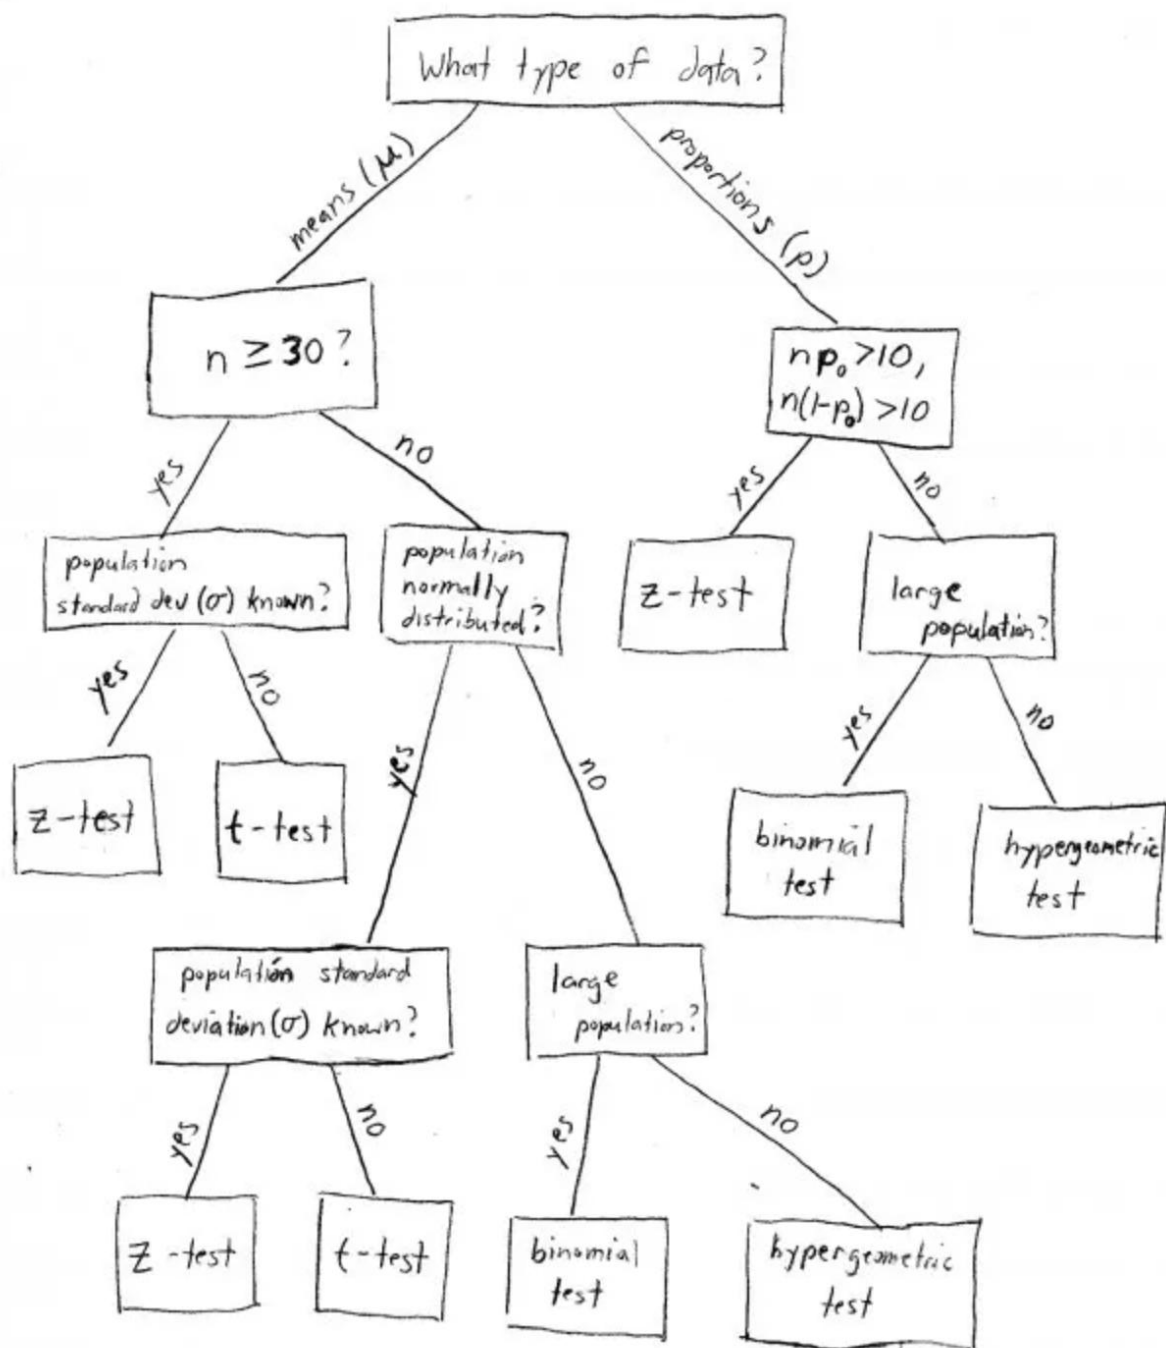 What type of data?
means (μ)
proportions (p)
n ≥ 30?
np₀ >10,
n(1-p₀) >10
yes
no
yes
no
population
standard dev (σ) known?
population
normally
distributed?
z-test
large
population?
yes
no
yes
no
yes
no
z-test
t-test
binomial
test
hypergeometric
test
population standard
deviation (σ) known?
large
population?
yes
no
yes
no
z-test
t-test
binomial
test
hypergeometric
test